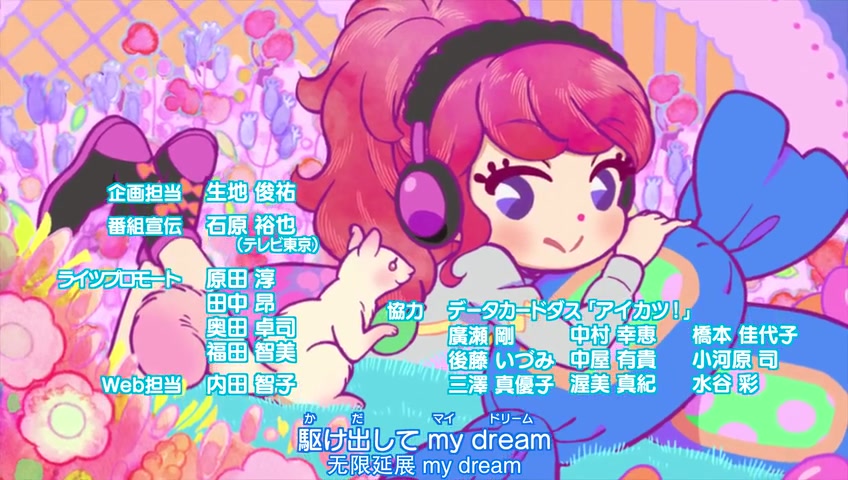 企画担当 生地 俊祐
番組宣伝 石原 裕也
(テレビ東京)
ライツプロモート 原田 淳
田中 昂
奥田 卓司
福田 智美
Web担当 内田 智子
協力 データカードダス「アイカツ!」
廣瀬 剛 中村 幸恵 橋本 佳代子
後藤 いづみ 中屋 有貴 小河原 司
三澤 真優子 渥美 真紀 水谷 彩
か だ マイ ドリーム
駆け出して my dream
无限延展 my dream